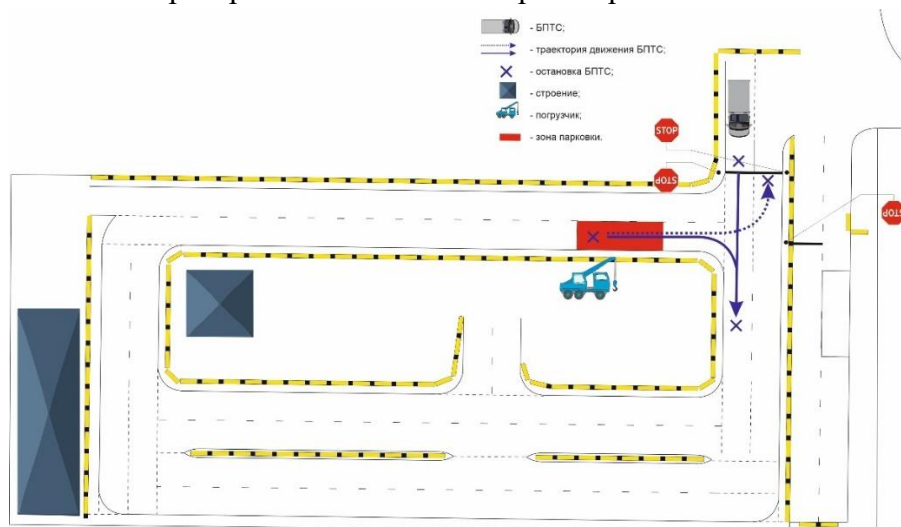 - БПТС;
- траектория движения БПТС;
- остановка БПТС;
- строение;
- погрузчик;
- зона парковки.
STOP
STOP
STOP